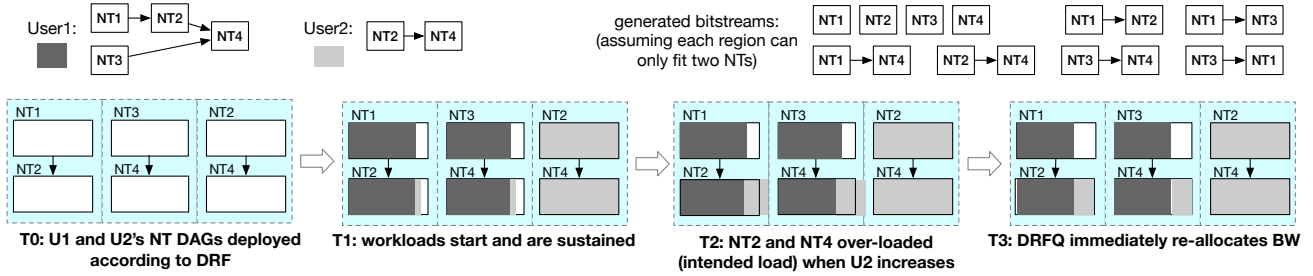 User1:
NT1
NT2
NT3
NT4
User2:
NT2
NT4
generated bitstreams:
(assuming each region can
only fit two NTs)
NT1 NT2 NT3 NT4
NT1 NT2
NT1 NT3
NT1 NT4
NT2 NT4
NT3 NT4
NT3 NT1
NT1 NT3 NT2
NT2 NT4 NT4
T0: U1 and U2's NT DAGs deployed
according to DRF
NT1 NT3 NT2
NT2 NT4 NT4
T1: workloads start and are sustained
NT1 NT3 NT2
NT2 NT4 NT4
T2: NT2 and NT4 over-loaded
(intended load) when U2 increases
NT1 NT3 NT2
NT2 NT4 NT4
T3: DRFQ immediately re-allocates BW